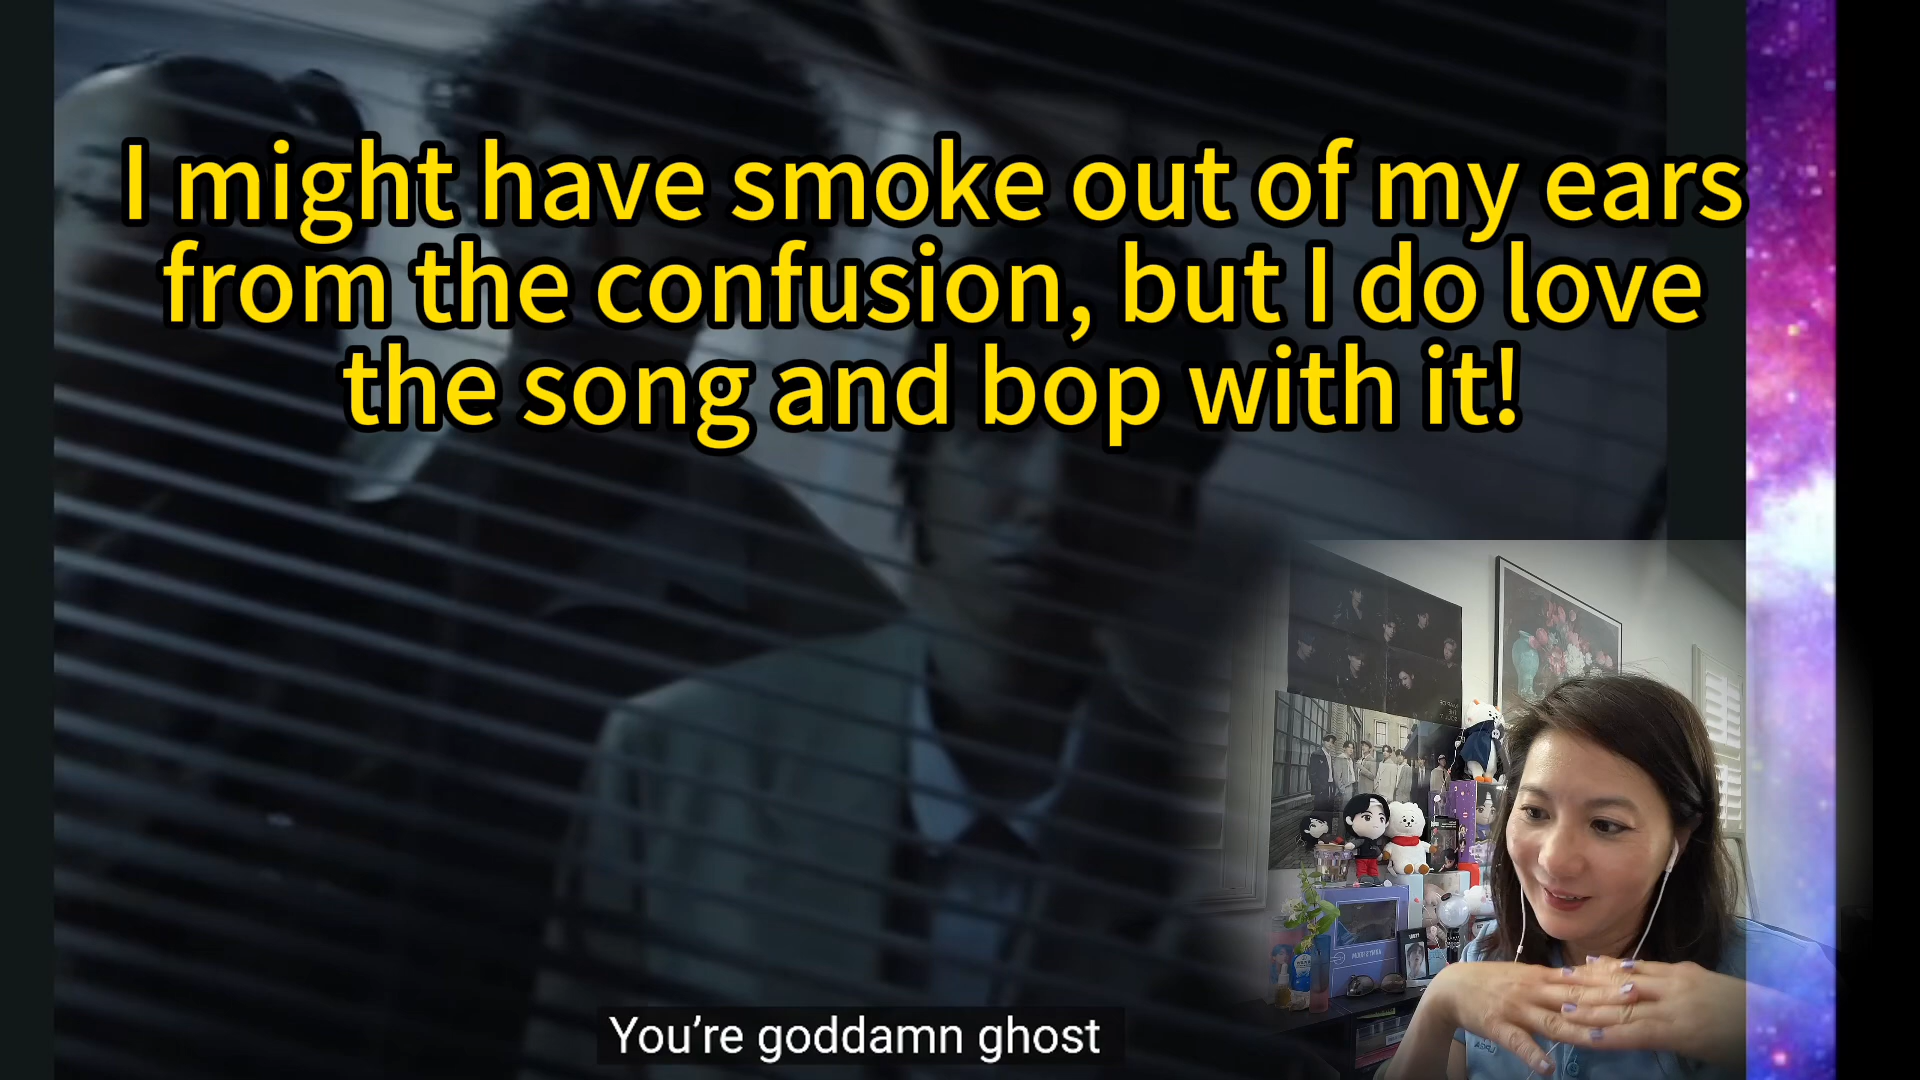 I might have smoke out of my ears
from the confusion, but I do love
the song and bop with it!
You’re goddamn ghost